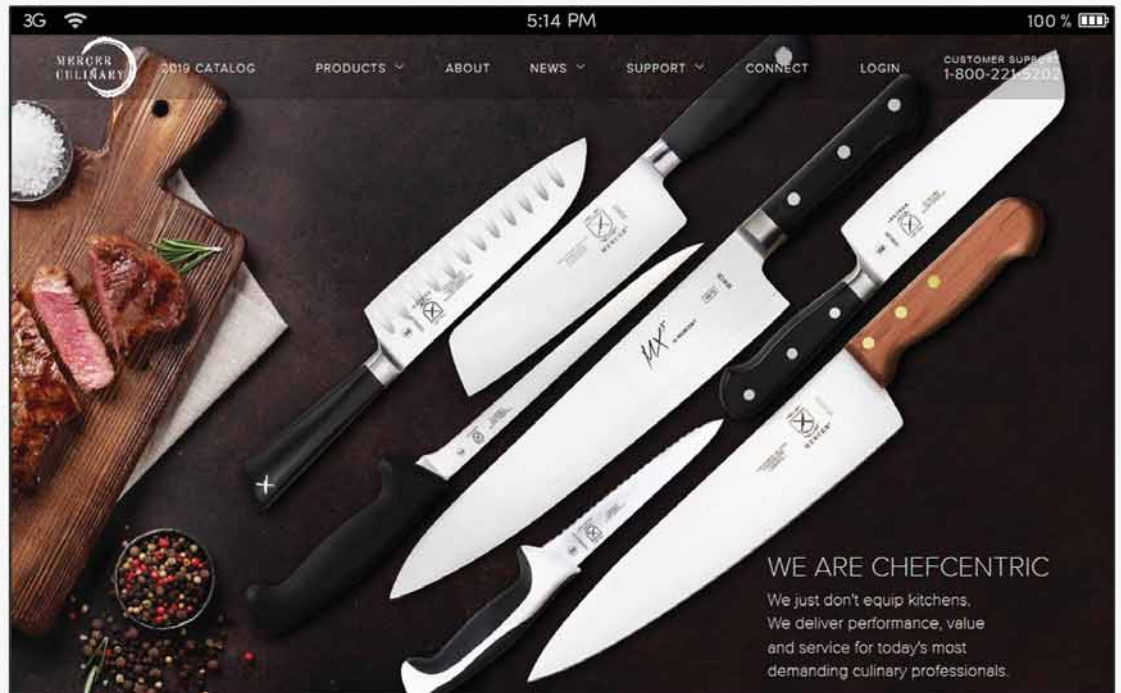 3G
5:14 PM
100 %
MERCER
CULINARY
2019 CATALOG
PRODUCTS
ABOUT
NEWS
SUPPORT
CONNECT
LOGIN
CUSTOMER SUPPORT
1-800-221-5202
MERCER
MX³
MERCER
WE ARE CHEFCENTRIC
We just don't equip kitchens.
We deliver performance, value
and service for today's most
demanding culinary professionals.